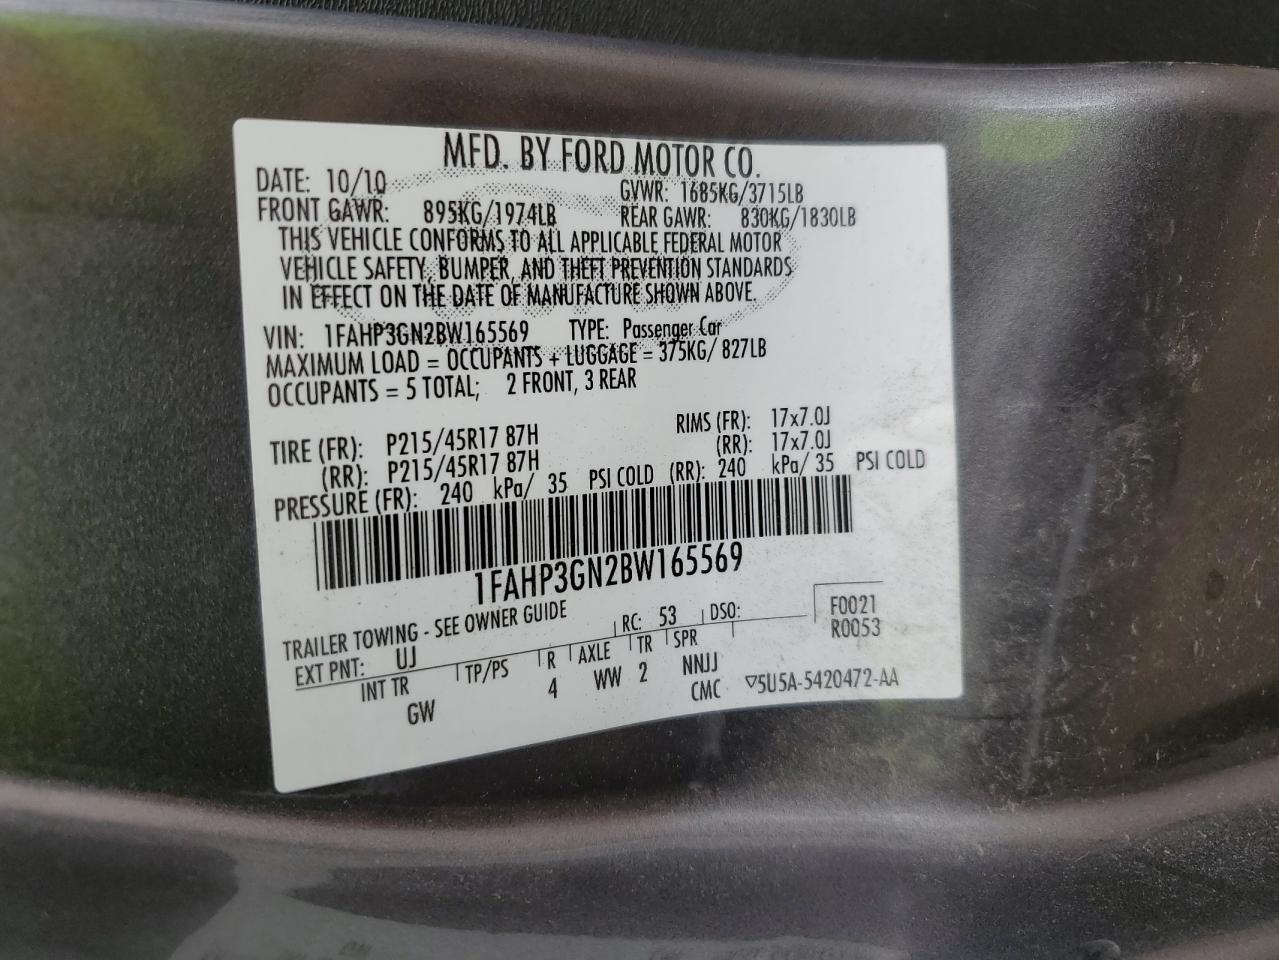 MFD. BY FORD MOTOR CO.
DATE: 10/10 GVWR: 1685KG/3715LB
FRONT GAWR: 895KG/1974LB REAR GAWR: 830KG/1830LB
THIS VEHICLE CONFORMS TO ALL APPLICABLE FEDERAL MOTOR
VEHICLE SAFETY, BUMPER, AND THEFT PREVENTION STANDARDS
IN EFFECT ON THE DATE OF MANUFACTURE SHOWN ABOVE.
VIN: 1FAHP3GN2BW165569 TYPE: Passenger Car
MAXIMUM LOAD = OCCUPANTS + LUGGAGE = 375KG/ 827LB
OCCUPANTS = 5 TOTAL; 2 FRONT, 3 REAR
TIRE (FR): P215/45R17 87H RIMS (FR): 17x7.0J
(RR): P215/45R17 87H (RR): 17x7.0J
PRESSURE (FR): 240 kPa/ 35 PSI COLD (RR): 240 kPa/ 35 PSI COLD
1FAHP3GN2BW165569
TRAILER TOWING - SEE OWNER GUIDE
EXT PNT: UJ RC: 53 DSO: F0021
R0053
INT TR TP/PS R AXLE TR SPR
GW 4 WW 2 NNJJ
CMC ▽5U5A-5420472-AA